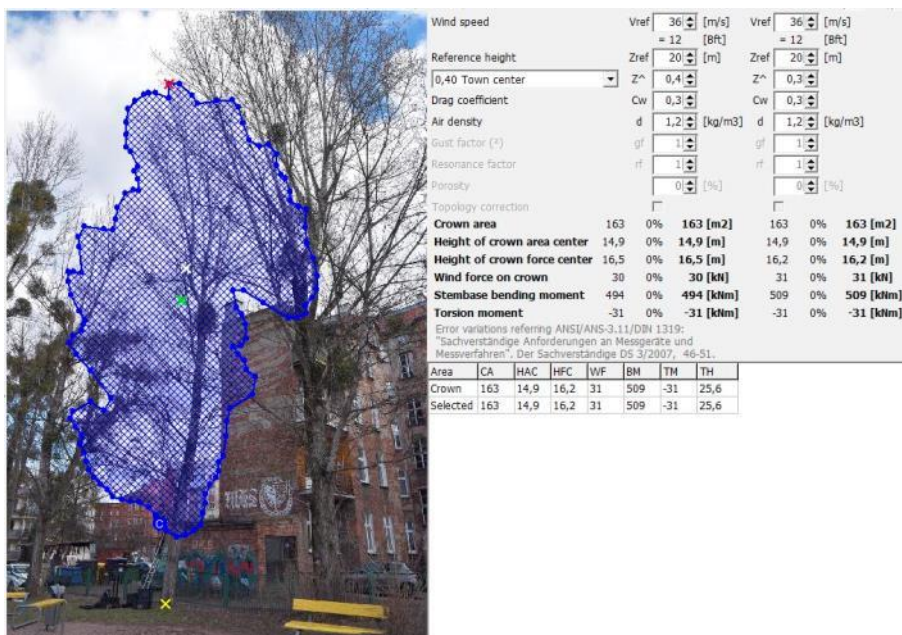 Wind speed Vref 36 [m/s] Vref 36 [m/s]
= 12 [Bft] = 12 [Bft]
Reference height Zref 20 [m] Zref 20 [m]
0,40 Town center Z^ 0,4 Z^ 0,3
Drag coefficient Cw 0,3 Cw 0,3
Air density d 1,2 [kg/m3] d 1,2 [kg/m3]
Gust factor (²) gf 1 gf 1
Resonance factor rf 1 rf 1
Porosity 0 [%] 0 [%]
Topology correction
Crown area 163 0% 163 [m2] 163 0% 163 [m2]
Height of crown area center 14,9 0% 14,9 [m] 14,9 0% 14,9 [m]
Height of crown force center 16,5 0% 16,5 [m] 16,2 0% 16,2 [m]
Wind force on crown 30 0% 30 [kN] 31 0% 31 [kN]
Stembase bending moment 494 0% 494 [kNm] 509 0% 509 [kNm]
Torsion moment -31 0% -31 [kNm] -31 0% -31 [kNm]
Error variations referring ANSI/ANS-3.11/DIN 1319:
"Sachverständige Anforderungen an Messgeräte und
Messverfahren". Der Sachverständige DS 3/2007, 46-51.
Area CA HAC HFC WF BM TM TH
Crown 163 14,9 16,2 31 509 -31 25,6
Selected 163 14,9 16,2 31 509 -31 25,6
C